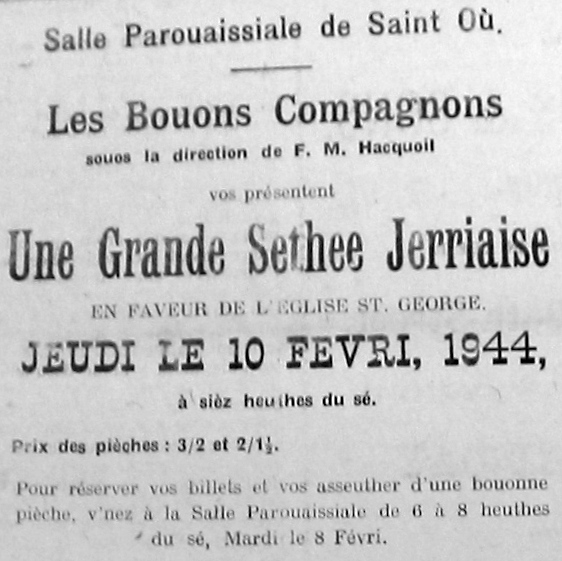 Salle Parouaissiale de Saint Où.
Les Bouons Compagnons
souos la direction de F. M. Hacquoil
vos présentent
Une Grande Sethee Jerriaise
EN FAVEUR DE L'EGLISE ST. GEORGE.
JEUDI LE 10 FEVRI, 1944,
à sièz heuthes du sé.
Prix des pièches : 3/2 et 2/1½.
Pour réserver vos billets et vos asseuther d'une bouonne
pièche, v'nez à la Salle Parouaissiale de 6 à 8 heuthes
du sé, Mardi le 8 Févri.